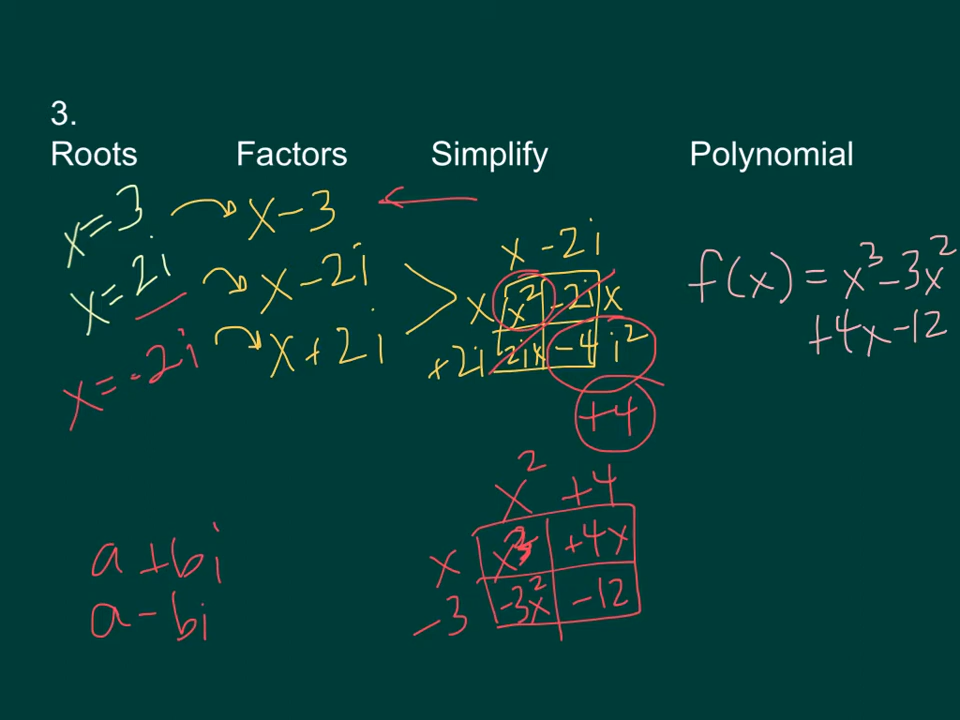 3.
Roots Factors Simplify Polynomial
x=3 x-3
x=2i x-2i
x=-2i x+2i
x -2i
x x² -2ix
+2i 2ix -4i²
+4
f(x)=x³-3x²
+4x-12
x² +4
x x³ +4x
-3 -3x² -12
a+bi
a-bi